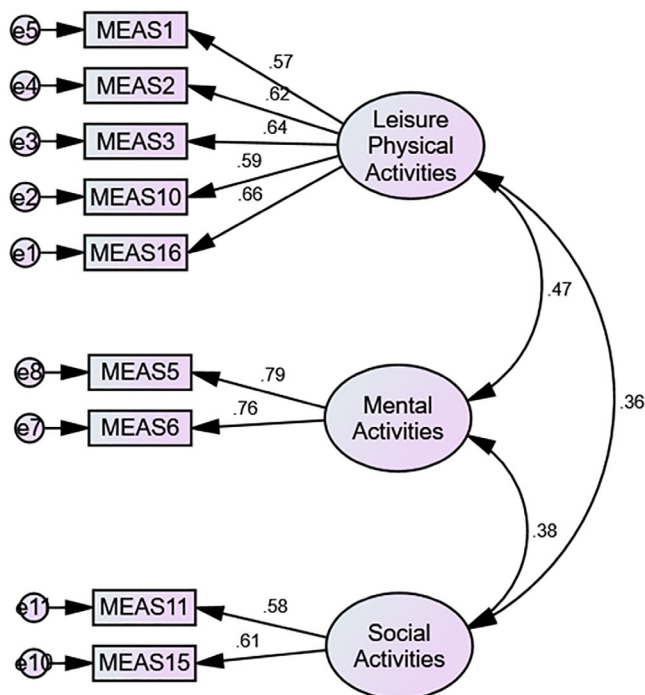 e5
MEAS1
.57
e4
MEAS2
.62
e3
MEAS3
.64
e2
MEAS10
.59
e1
MEAS16
.66
Leisure
Physical
Activities
.47
.36
e8
MEAS5
.79
e7
MEAS6
.76
Mental
Activities
.38
e11
MEAS11
.58
e10
MEAS15
.61
Social
Activities